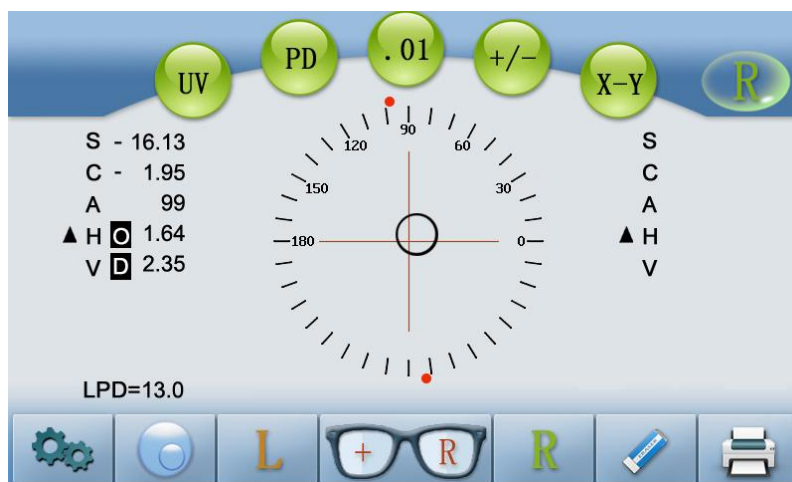 UV PD .01 +/- X-Y R
S - 16.13
C - 1.95
A 99
▲ H O 1.64
V D 2.35
LPD=13.0
120 90 60
150 30
180 0
S
C
A
▲ H
V
L + R R